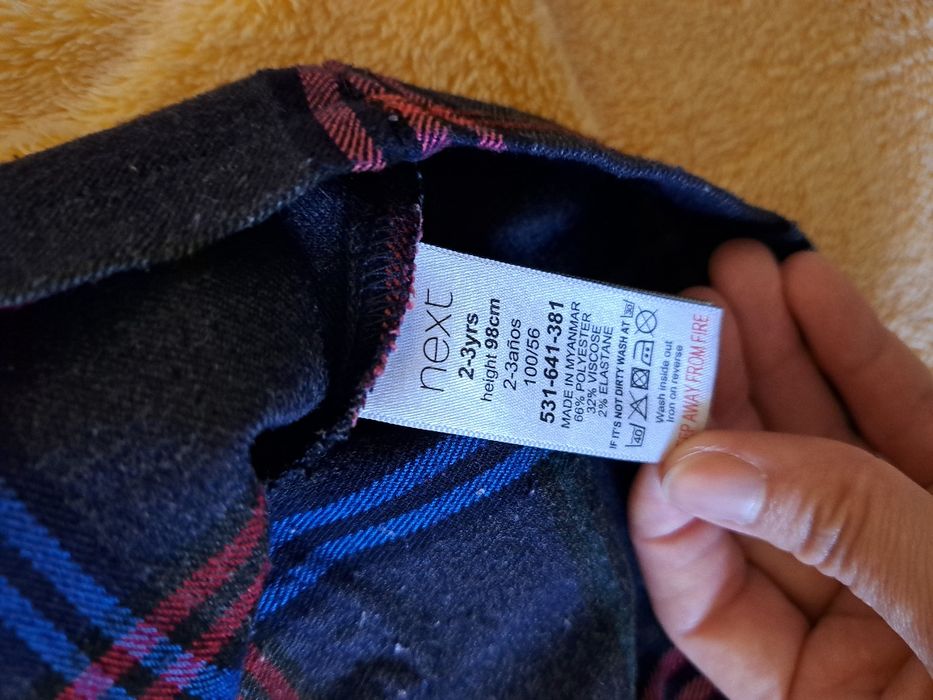 next
2-3yrs
height 98cm
2-3años
100/56
531-641-381
MADE IN MYANMAR
66% POLYESTER
32% VISCOSE
2% ELASTANE
IF IT'S NOT DIRTY WASH AT 30
40
Wash inside out
Iron on reverse
AWAY FROM FIRE